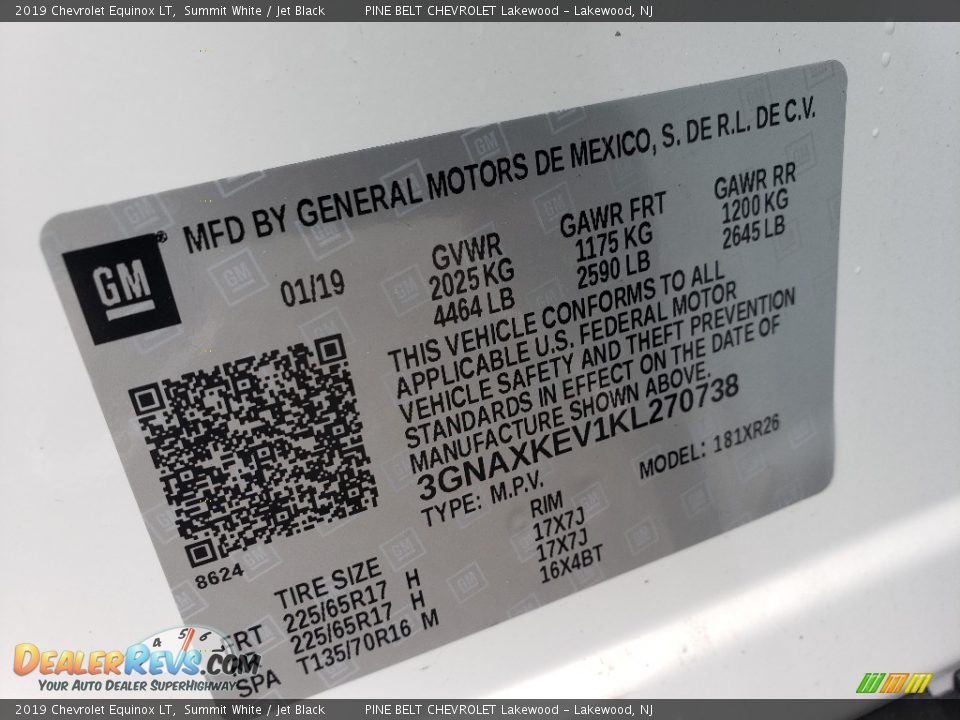 2019 Chevrolet Equinox LT, Summit White / Jet Black PINE BELT CHEVROLET Lakewood – Lakewood, NJ
MFD BY GENERAL MOTORS DE MEXICO, S. DE R.L. DE C.V.
GM®
01/19
GVWR
2025 KG
4464 LB
GAWR FRT
1175 KG
2590 LB
GAWR RR
1200 KG
2645 LB
THIS VEHICLE CONFORMS TO ALL
APPLICABLE U.S. FEDERAL MOTOR
VEHICLE SAFETY AND THEFT PREVENTION
STANDARDS IN EFFECT ON THE DATE OF
MANUFACTURE SHOWN ABOVE.
3GNAXKEV1KL270738
TYPE: M.P.V.
MODEL: 181XR26
8624
TIRE SIZE RIM
FRT 225/65R17 H 17X7J
225/65R17 H 17X7J
SPA T135/70R16 M 16X4BT
4 5 6
DealerRevs.com
Your Auto Dealer SuperHighway
2019 Chevrolet Equinox LT, Summit White / Jet Black PINE BELT CHEVROLET Lakewood – Lakewood, NJ